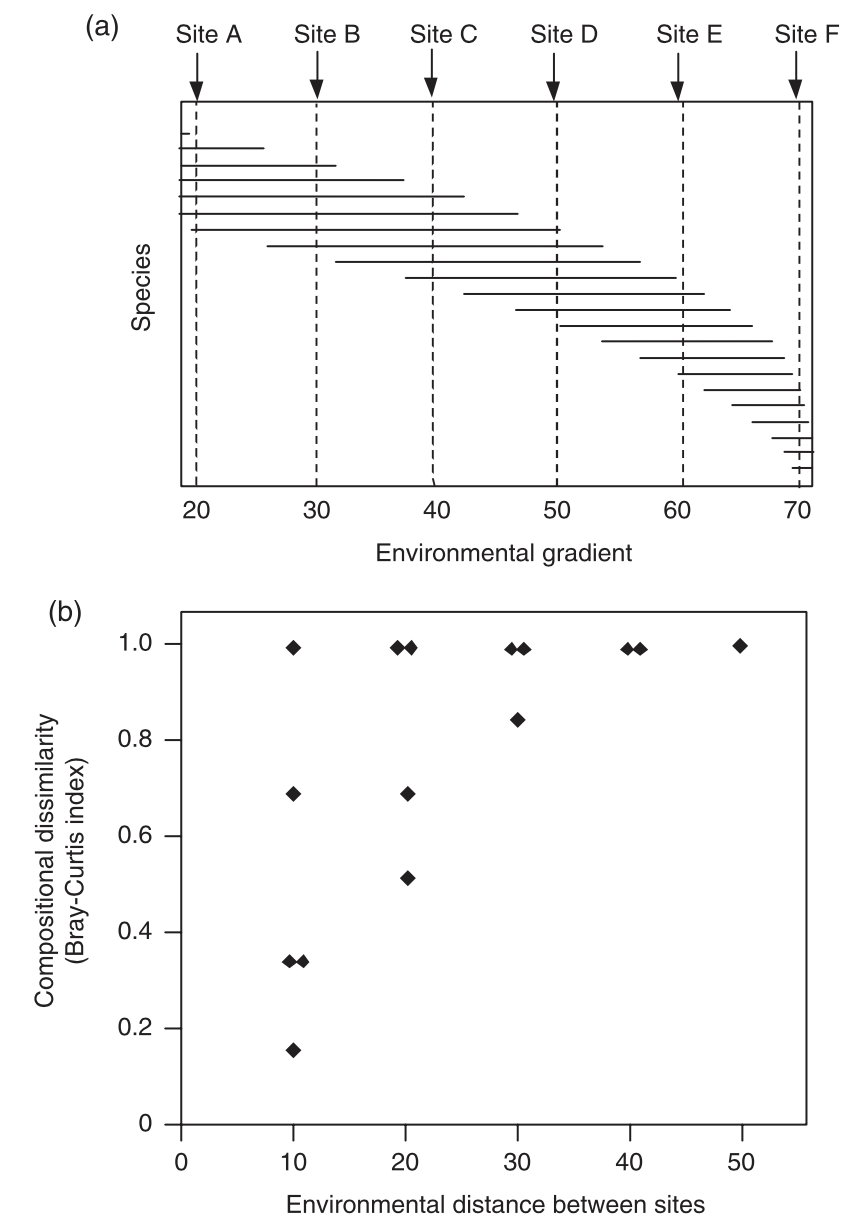 (a)
Site A Site B Site C Site D Site E Site F
Species
20 30 40 50 60 70
Environmental gradient
(b)
Compositional dissimilarity
(Bray-Curtis index)
1.0
0.8
0.6
0.4
0.2
0
0 10 20 30 40 50
Environmental distance between sites